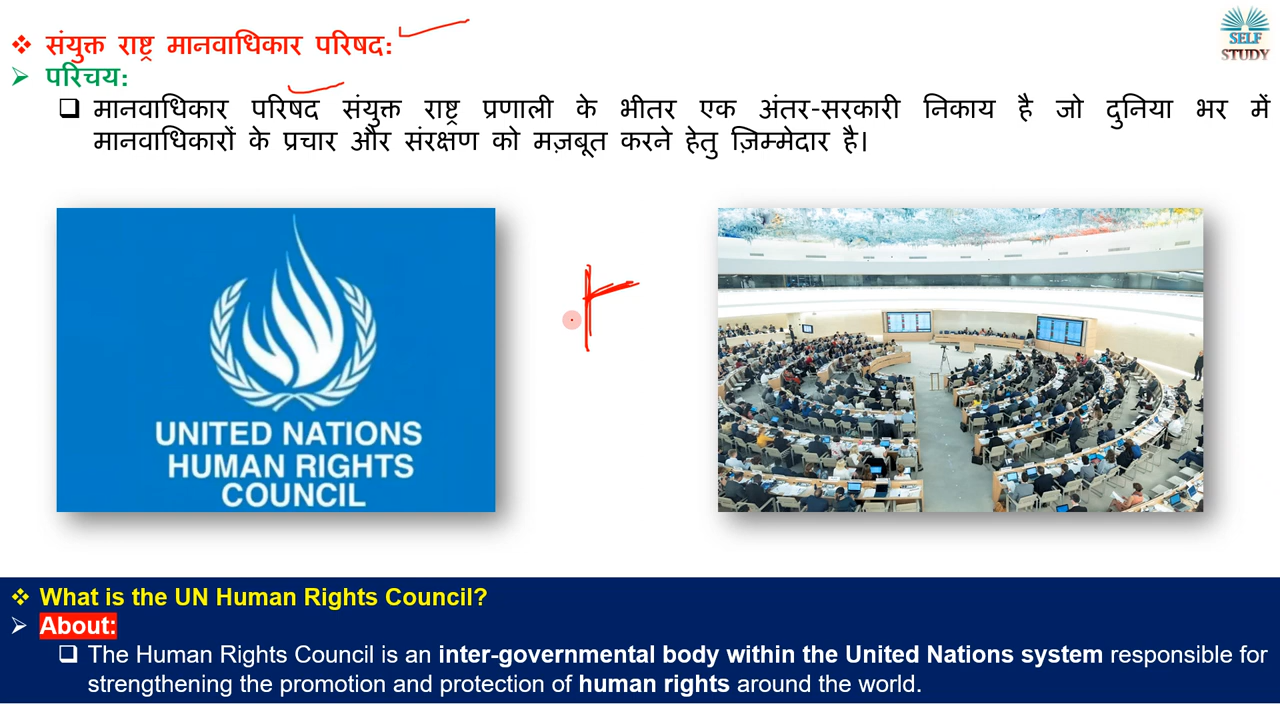 SELF
STUDY
❖ संयुक्त राष्ट्र मानवाधिकार परिषद:
➢ परिचय:
❑ मानवाधिकार परिषद संयुक्त राष्ट्र प्रणाली के भीतर एक अंतर-सरकारी निकाय है जो दुनिया भर में
मानवाधिकारों के प्रचार और संरक्षण को मज़बूत करने हेतु ज़िम्मेदार है।
UNITED NATIONS
HUMAN RIGHTS
COUNCIL
❖ What is the UN Human Rights Council?
➢ About:
❑ The Human Rights Council is an inter-governmental body within the United Nations system responsible for
strengthening the promotion and protection of human rights around the world.